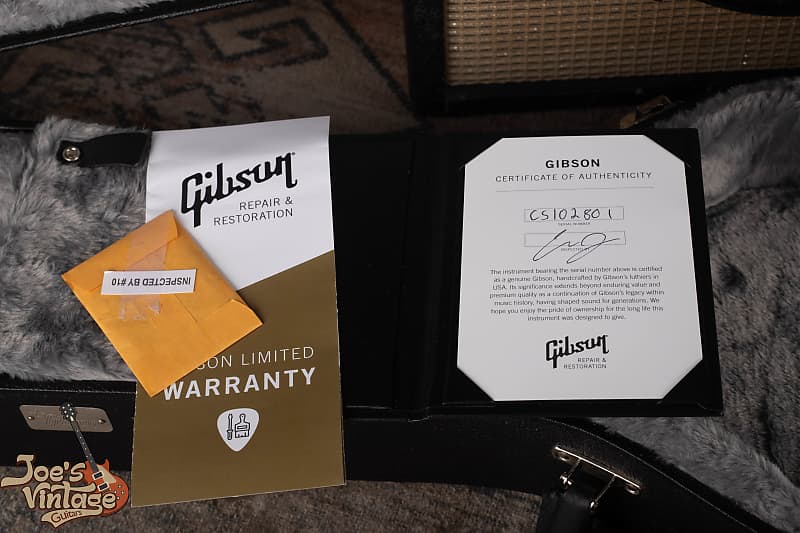 Gibson
REPAIR &
RESTORATION
INSPECTED BY #10
SON LIMITED
WARRANTY
GIBSON
CERTIFICATE OF AUTHENTICITY
CS102801
SERIAL NUMBER
INSPECTED BY
The instrument bearing the serial number above is certified
as a genuine Gibson, handcrafted by Gibson's luthiers in
USA. Its significance extends beyond enduring value and
premium quality as a continuation of Gibson's legacy within
music history, having shaped sound for generations. We
hope you enjoy the pride of ownership for the long life this
instrument was designed to give.
Gibson
REPAIR &
RESTORATION
Joe's
Vintage
Guitars